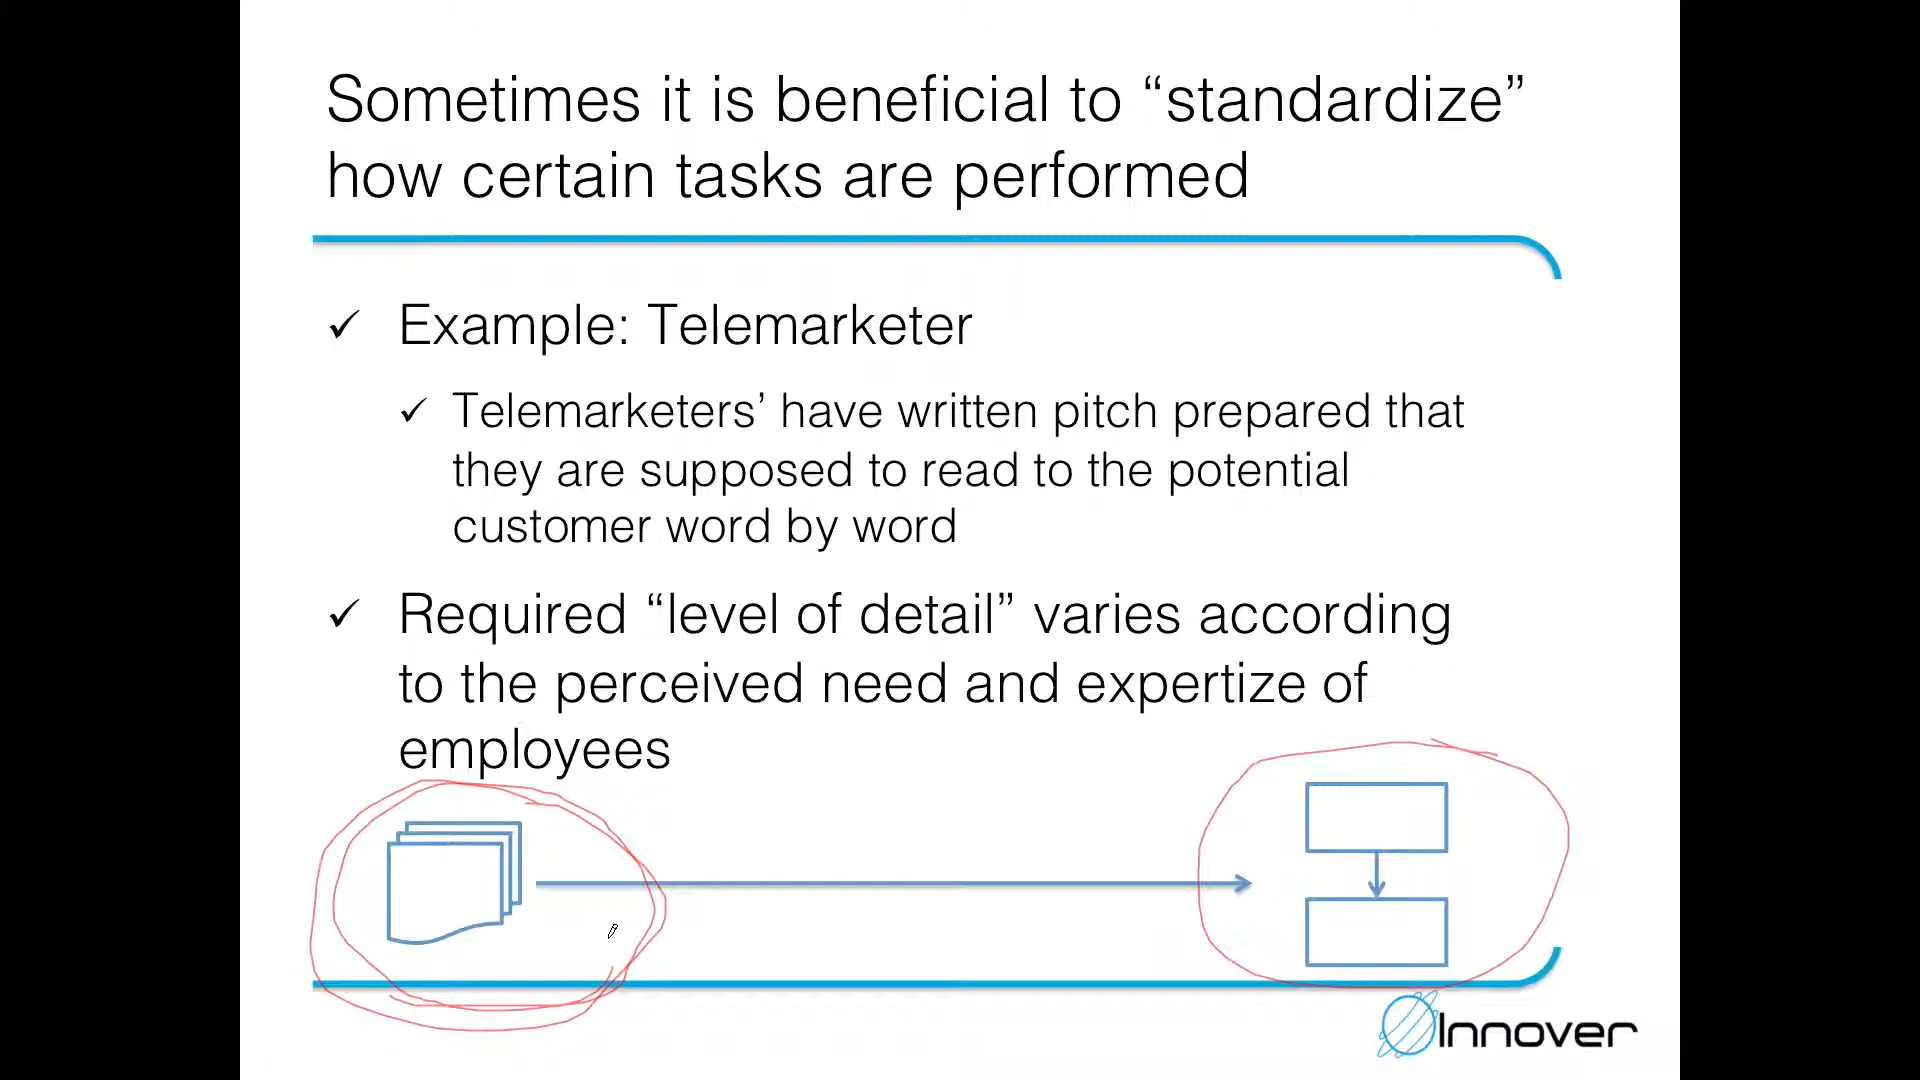 Sometimes it is beneficial to “standardize”
how certain tasks are performed
✓ Example: Telemarketer
✓ Telemarketers’ have written pitch prepared that
they are supposed to read to the potential
customer word by word
✓ Required “level of detail” varies according
to the perceived need and expertize of
employees
Innover